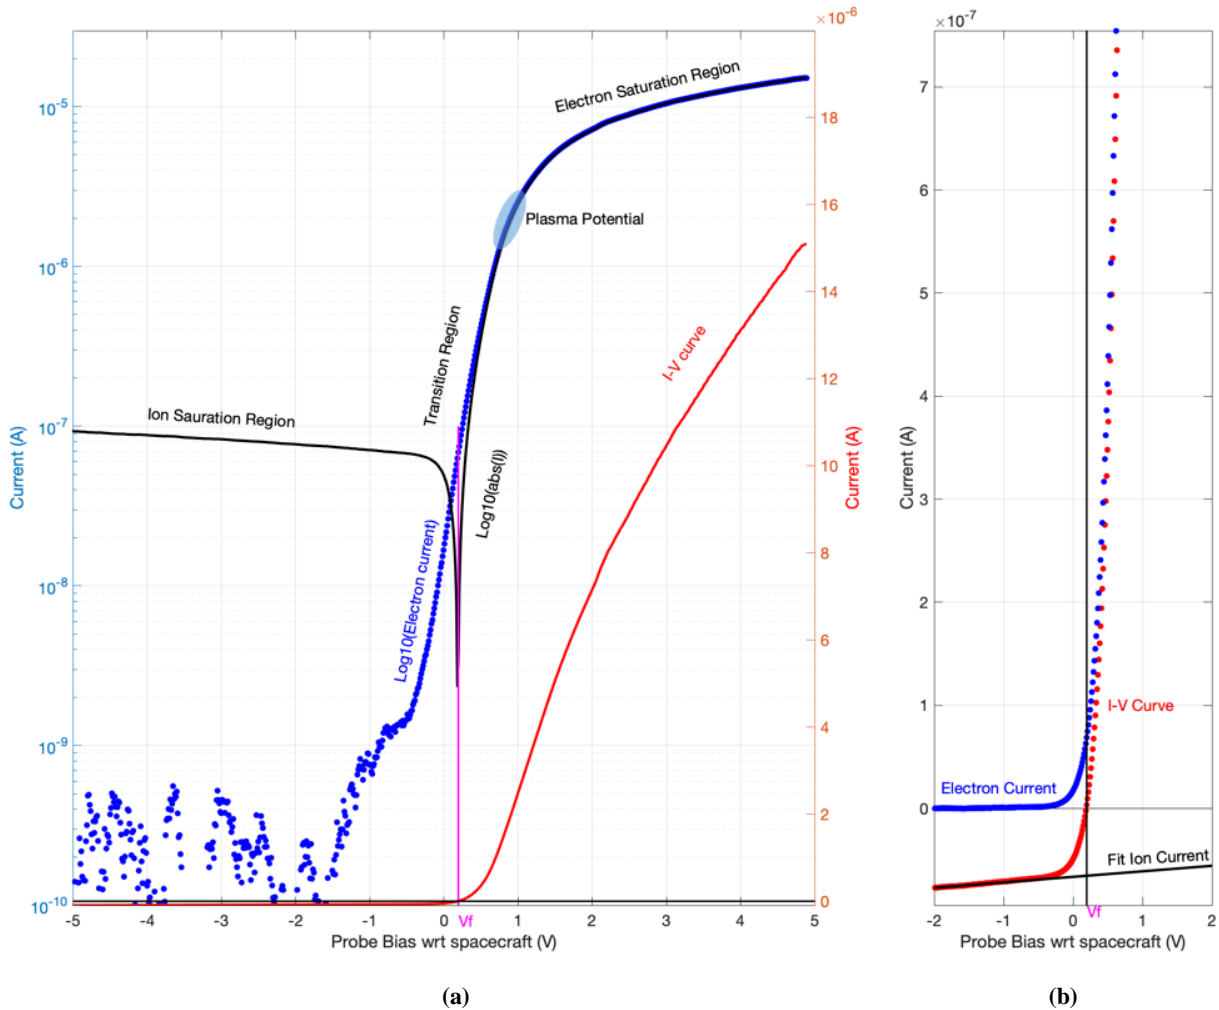 ×10⁻⁶
×10⁻⁷
Electron Saturation Region
Plasma Potential
Transition Region
Ion Sauration Region
I-V curve
Log10(abs(I))
Log10(Electron current)
10⁻⁵
10⁻⁶
10⁻⁷
10⁻⁸
10⁻⁹
10⁻¹⁰
Current (A)
18
16
14
12
10
8
6
4
2
0
Current (A)
-5 -4 -3 -2 -1 0 1 2 3 4 5
Vf
Probe Bias wrt spacecraft (V)
(a)
7
6
5
4
3
2
1
0
Current (A)
I-V Curve
Electron Current
Fit Ion Current
-2 -1 0 1 2
Vf
Probe Bias wrt spacecraft (V)
(b)